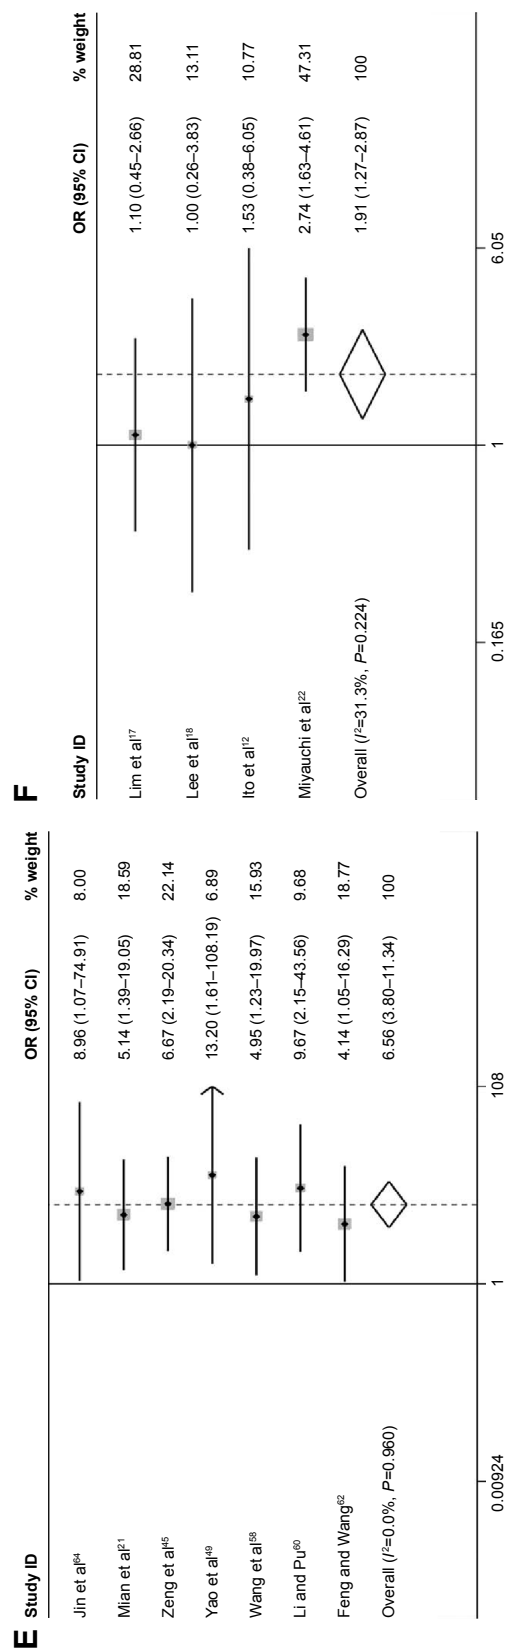 E
Study ID OR (95% CI) % weight
Jin et al64 8.96 (1.07–74.91) 8.00
Mian et al21 5.14 (1.39–19.05) 18.59
Zeng et al45 6.67 (2.19–20.34) 22.14
Yao et al49 13.20 (1.61–108.19) 6.89
Wang et al58 4.95 (1.23–19.97) 15.93
Li and Pu60 9.67 (2.15–43.56) 9.68
Feng and Wang62 4.14 (1.05–16.29) 18.77
Overall (I2=0.0%, P=0.960) 6.56 (3.80–11.34) 100
0.00924 1 108
F
Study ID OR (95% CI) % weight
Lim et al17 1.10 (0.45–2.66) 28.81
Lee et al18 1.00 (0.26–3.83) 13.11
Ito et al12 1.53 (0.38–6.05) 10.77
Miyauchi et al22 2.74 (1.63–4.61) 47.31
Overall (I2=31.3%, P=0.224) 1.91 (1.27–2.87) 100
0.165 1 6.05